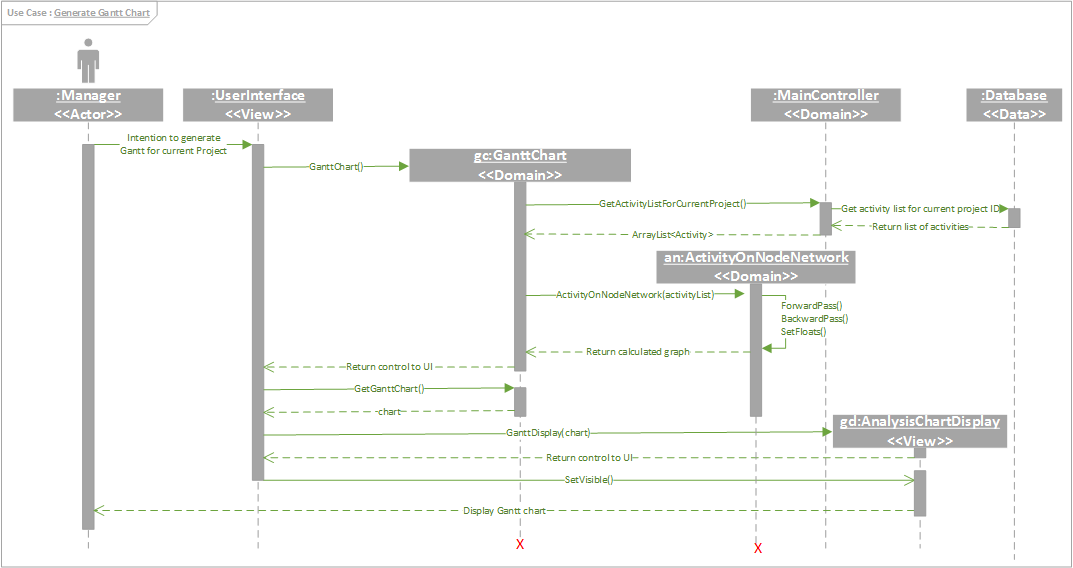 Use Case : Generate Gantt Chart
:Manager
<<Actor>>
:UserInterface
<<View>>
:MainController
<<Domain>>
:Database
<<Data>>
Intention to generate
Gantt for current Project
gc:GanttChart
<<Domain>>
GanttChart()
GetActivityListForCurrentProject()
Get activity list for current project ID
Return list of activities
ArrayList<Activity>
an:ActivityOnNodeNetwork
<<Domain>>
ActivityOnNodeNetwork(activityList)
ForwardPass()
BackwardPass()
SetFloats()
Return calculated graph
Return control to UI
GetGanttChart()
chart
gd:AnalysisChartDisplay
<<View>>
GanttDisplay(chart)
Return control to UI
SetVisible()
Display Gantt chart
X
X